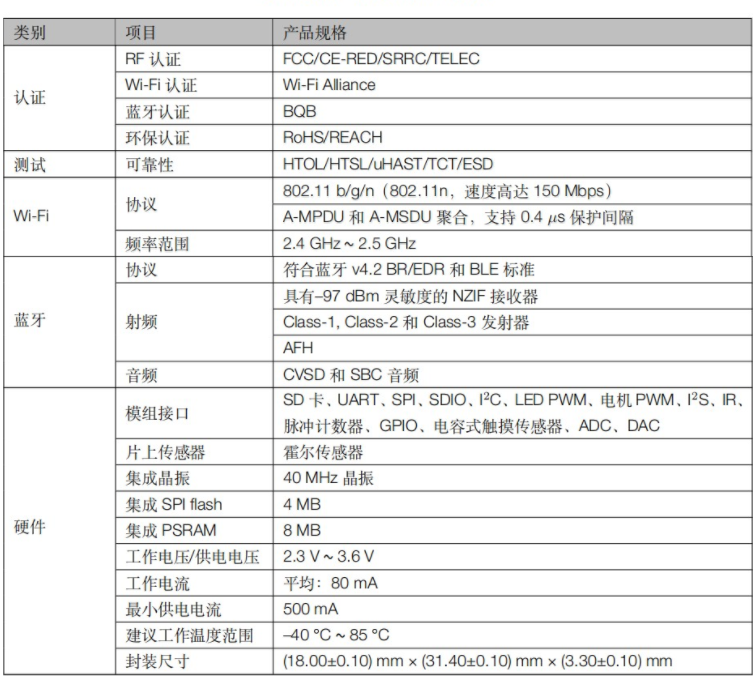 类别 项目 产品规格
认证 RF 认证 FCC/CE-RED/SRRC/TELEC
Wi-Fi 认证 Wi-Fi Alliance
蓝牙认证 BQB
环保认证 RoHS/REACH
测试 可靠性 HTOL/HTSL/uHAST/TCT/ESD
Wi-Fi 协议 802.11 b/g/n（802.11n，速度高达 150 Mbps）
A-MPDU 和 A-MSDU 聚合，支持 0.4 µs 保护间隔
频率范围 2.4 GHz ~ 2.5 GHz
蓝牙 协议 符合蓝牙 v4.2 BR/EDR 和 BLE 标准
射频 具有–97 dBm 灵敏度的 NZIF 接收器
Class-1, Class-2 和 Class-3 发射器
AFH
音频 CVSD 和 SBC 音频
硬件 模组接口 SD 卡、UART、SPI、SDIO、I²C、LED PWM、电机 PWM、I²S、IR、
脉冲计数器、GPIO、电容式触摸传感器、ADC、DAC
片上传感器 霍尔传感器
集成晶振 40 MHz 晶振
集成 SPI flash 4 MB
集成 PSRAM 8 MB
工作电压/供电电压 2.3 V ~ 3.6 V
工作电流 平均：80 mA
最小供电电流 500 mA
建议工作温度范围 –40 °C ~ 85 °C
封装尺寸 (18.00±0.10) mm × (31.40±0.10) mm × (3.30±0.10) mm